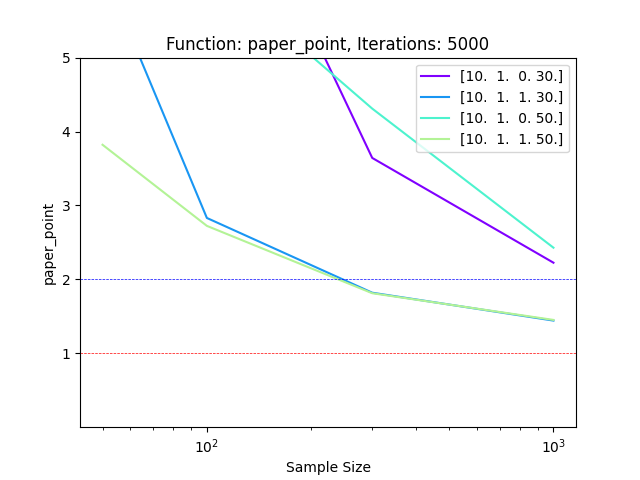 Function: paper_point, Iterations: 5000
[10.  1.  0. 30.]
[10.  1.  1. 30.]
[10.  1.  0. 50.]
[10.  1.  1. 50.]
5
4
3
2
1
paper_point
10²
10³
Sample Size